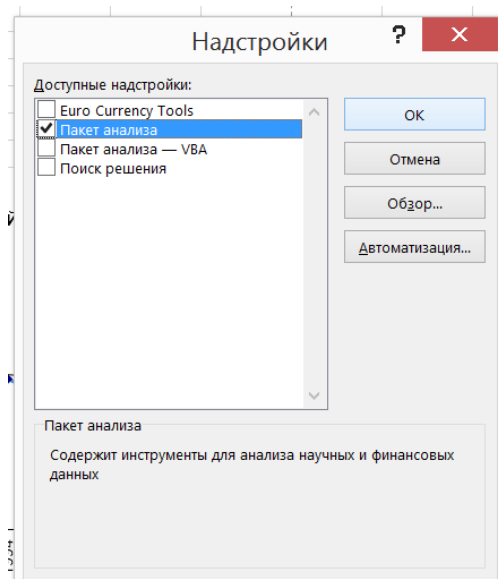 Надстройки
?
Доступные надстройки:
Euro Currency Tools
Пакет анализа
Пакет анализа — VBA
Поиск решения
ОК
Отмена
Обзор...
Автоматизация...
Пакет анализа
Содержит инструменты для анализа научных и финансовых
данных